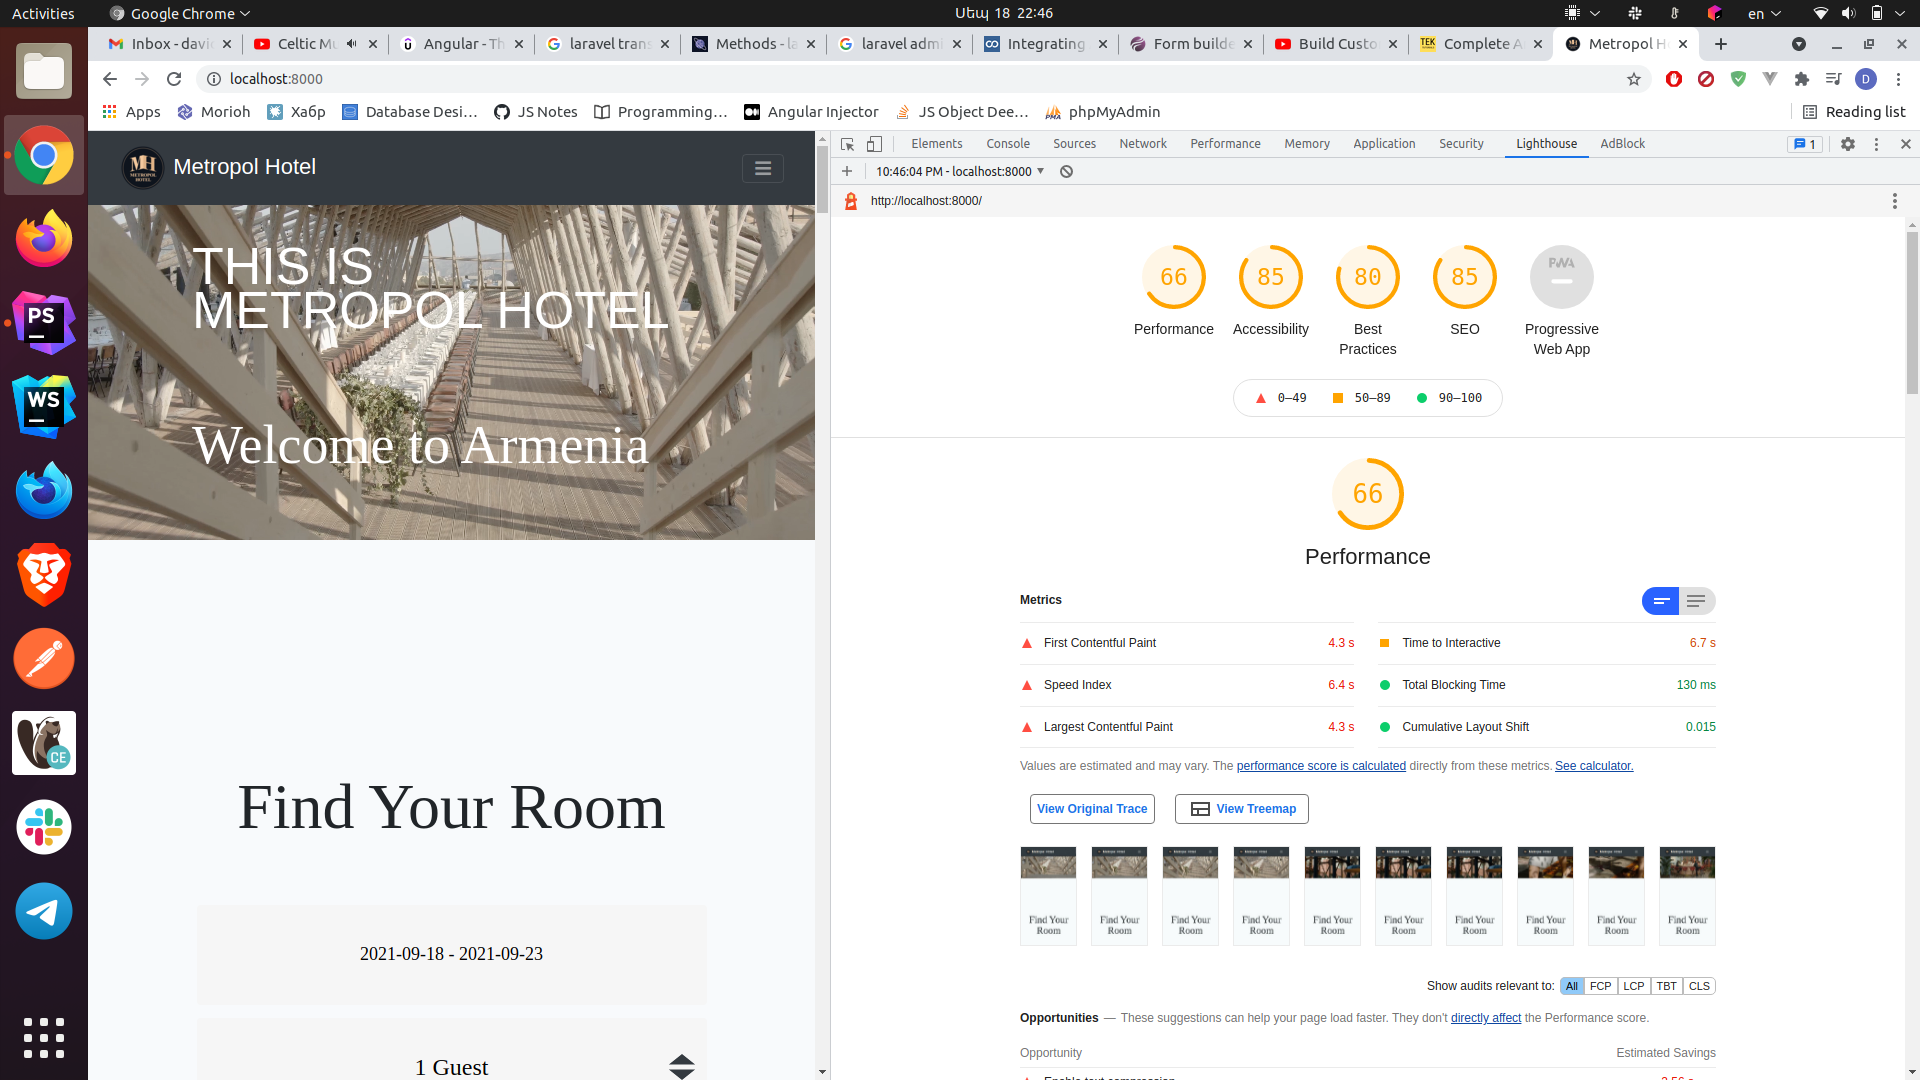 Activities
Google Chrome
Սեպ 18 22:46
en
Inbox - davi
Celtic Mu
Angular - Th
laravel trans
Methods - la
laravel adm
Integrating
Form builde
Build Custo
Complete A
Metropol H
localhost:8000
D
Apps
Morioh
Хабр
Database Desi…
JS Notes
Programming…
Angular Injector
JS Object Dee…
phpMyAdmin
Reading list
MH
METROPOL
HOTEL
Metropol Hotel
THIS IS
METROPOL HOTEL
Welcome to Armenia
Find Your Room
2021-09-18 - 2021-09-23
1 Guest
PS
WS
CE
Elements
Console
Sources
Network
Performance
Memory
Application
Security
Lighthouse
AdBlock
1
10:46:04 PM - localhost:8000
http://localhost:8000/
66
85
80
85
PWA
Performance
Accessibility
Best
Practices
SEO
Progressive
Web App
0–49
50–89
90–100
66
Performance
Metrics
First Contentful Paint
4.3 s
Time to Interactive
6.7 s
Speed Index
6.4 s
Total Blocking Time
130 ms
Largest Contentful Paint
4.3 s
Cumulative Layout Shift
0.015
Values are estimated and may vary. The performance score is calculated directly from these metrics. See calculator.
View Original Trace
View Treemap
Find Your
Room
Find Your
Room
Find Your
Room
Find Your
Room
Find Your
Room
Find Your
Room
Find Your
Room
Find Your
Room
Find Your
Room
Find Your
Room
Show audits relevant to:
All
FCP
LCP
TBT
CLS
Opportunities — These suggestions can help your page load faster. They don't directly affect the Performance score.
Opportunity
Estimated Savings
Enable text compression